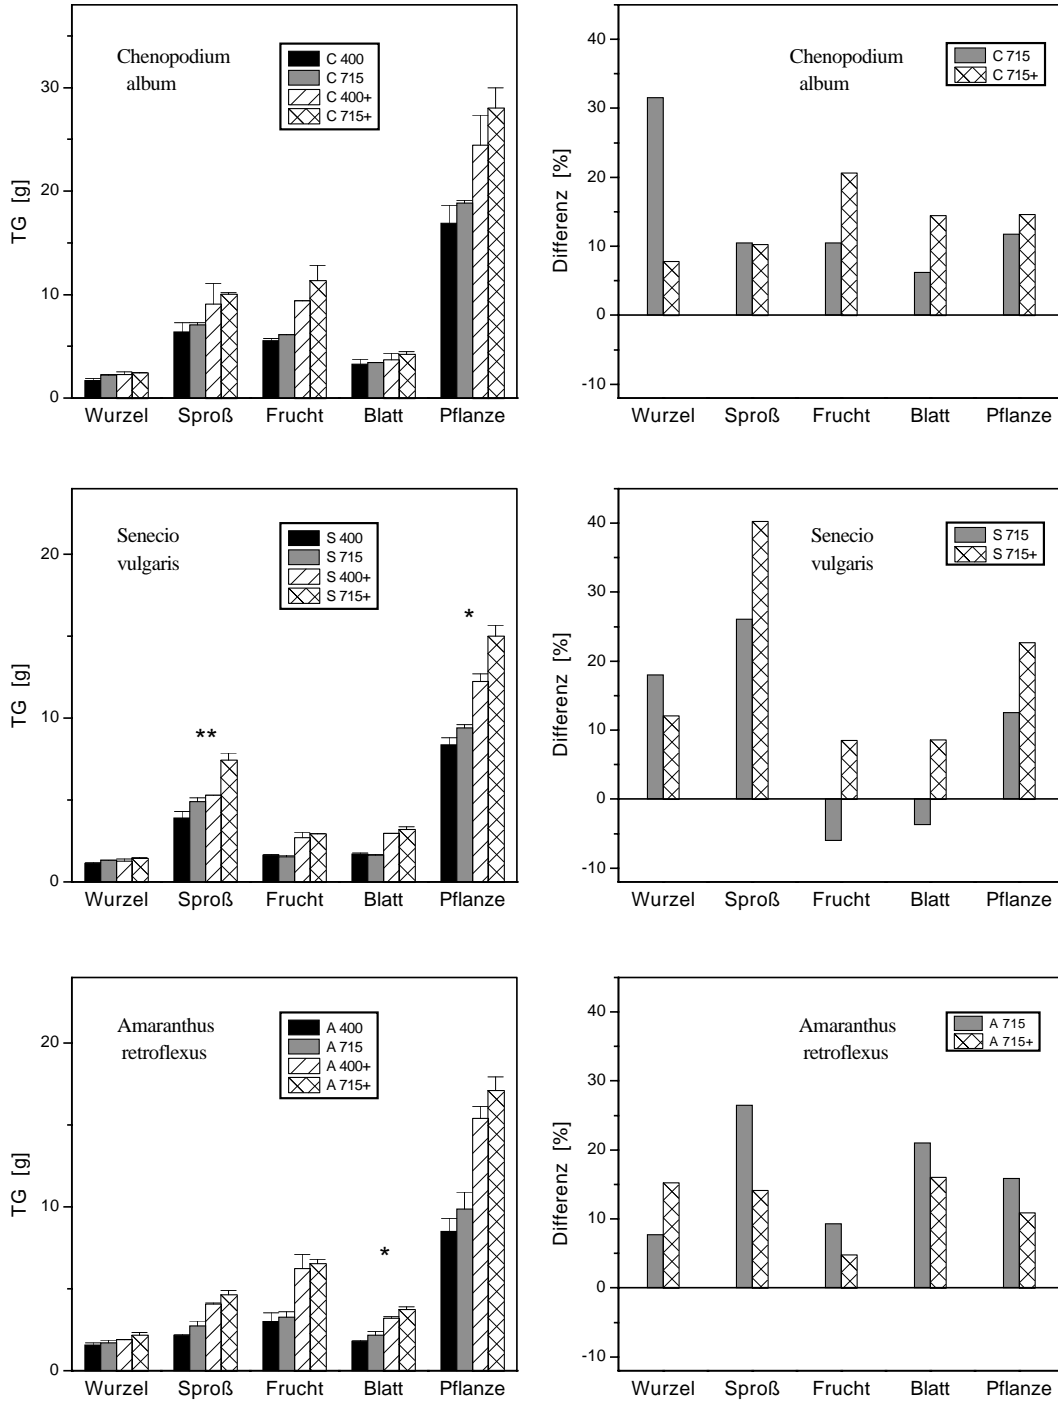 Chenopodium
album
C 400
C 715
C 400+
C 715+
30
20
10
0
TG [g]
Wurzel Sproß Frucht Blatt Pflanze
Chenopodium
album
C 715
C 715+
40
30
20
10
0
-10
Differenz [%]
Wurzel Sproß Frucht Blatt Pflanze
Senecio
vulgaris
S 400
S 715
S 400+
S 715+
20
10
0
TG [g]
**
*
Wurzel Sproß Frucht Blatt Pflanze
Senecio
vulgaris
S 715
S 715+
40
30
20
10
0
-10
Differenz [%]
Wurzel Sproß Frucht Blatt Pflanze
Amaranthus
retroflexus
A 400
A 715
A 400+
A 715+
20
10
0
TG [g]
*
Wurzel Sproß Frucht Blatt Pflanze
Amaranthus
retroflexus
A 715
A 715+
40
30
20
10
0
-10
Differenz [%]
Wurzel Sproß Frucht Blatt Pflanze